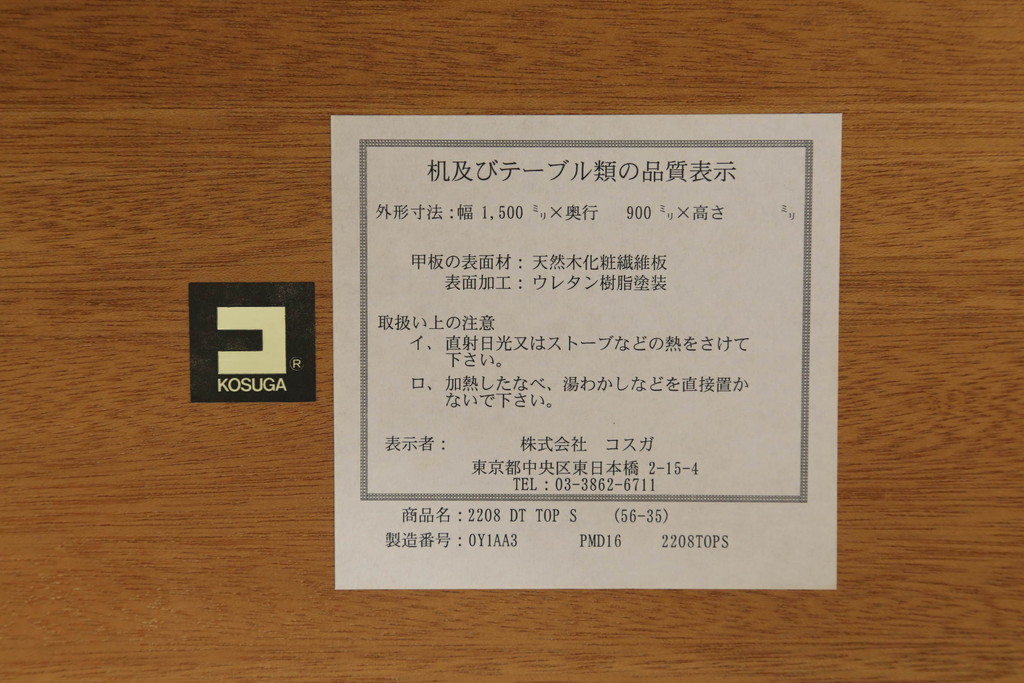 机及びテーブル類の品質表示
外形寸法：幅 1,500 ㍉×奥行 900 ㍉×高さ ㍉
甲板の表面材：天然木化粧繊維板
表面加工：ウレタン樹脂塗装
取扱い上の注意
イ、直射日光又はストーブなどの熱をさけて
下さい。
ロ、加熱したなべ、湯わかしなどを直接置か
ないで下さい。
表示者： 株式会社 コスガ
東京都中央区東日本橋 2-15-4
TEL：03-3862-6711
商品名：2208 DT TOP S (56-35)
製造番号：0Y1AA3 PMD16 2208TOPS
コ®
KOSUGA